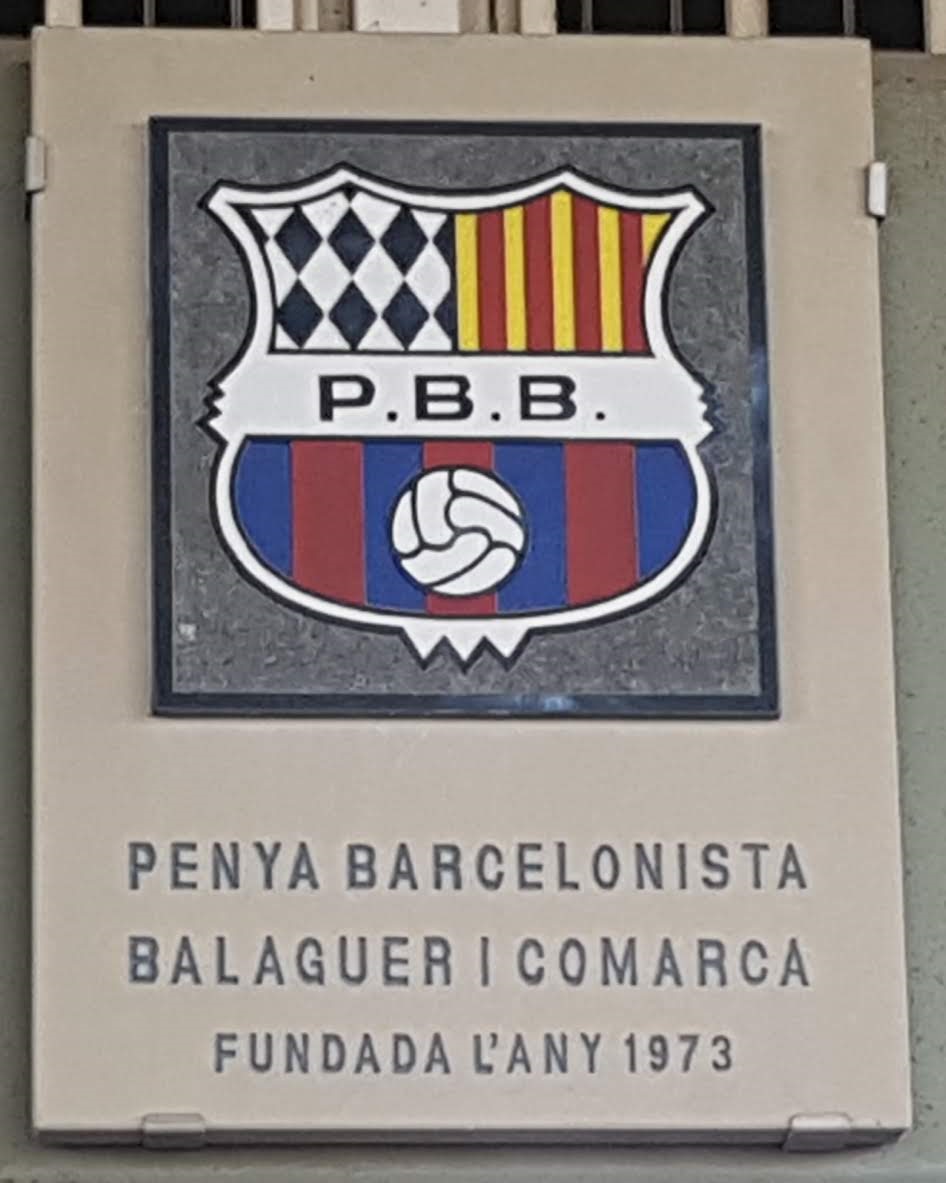 P.B.B.
PENYA BARCELONISTA
BALAGUER I COMARCA
FUNDADA L'ANY 1973